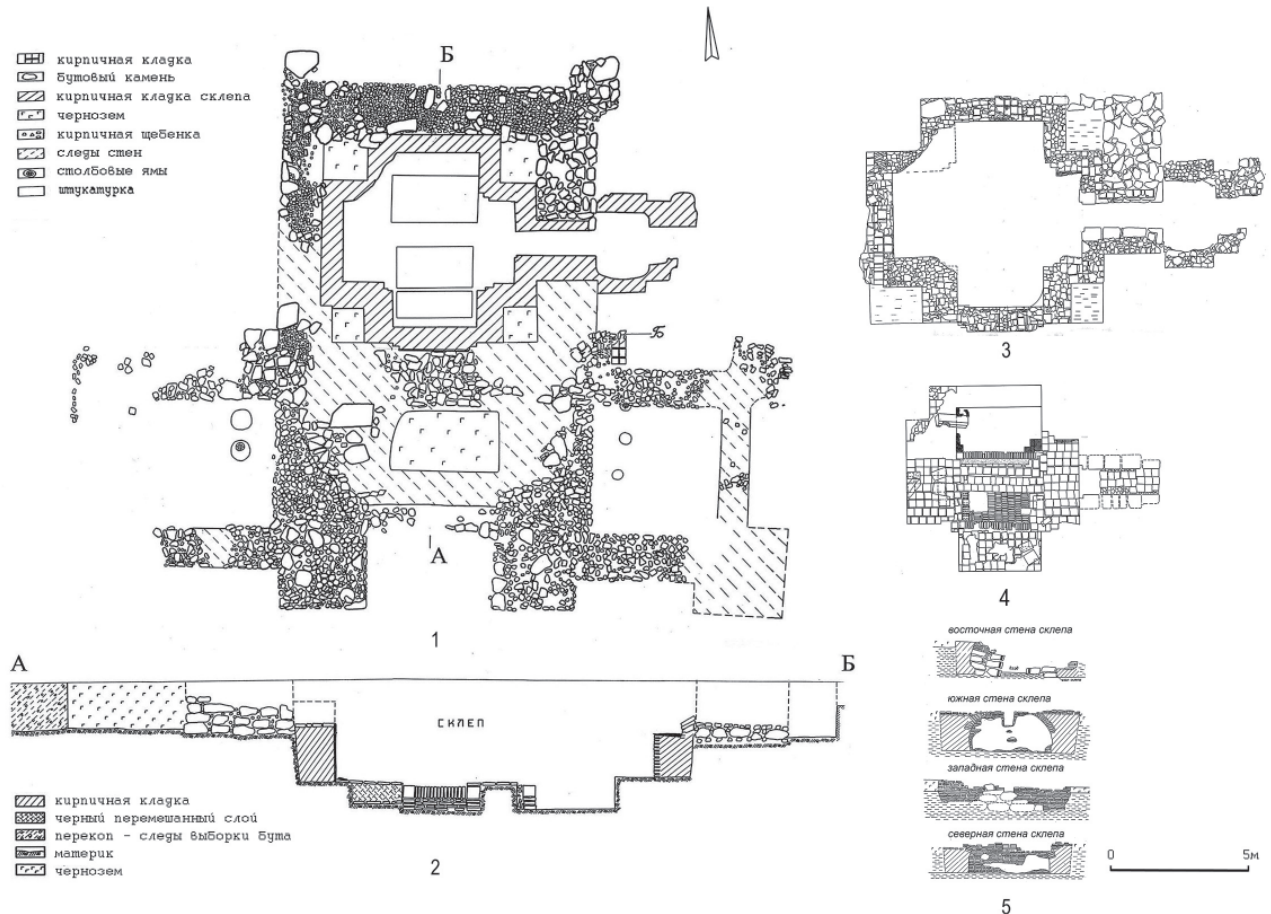 кирпичная кладка
бутовый камень
кирпичная кладка склепа
чернозем
кирпичная щебенка
следы стен
столбовые ямы
штукатурка
Б
Б
А
1
3
4
А
Б
СКЛЕП
кирпичная кладка
черный перемешанный слой
перекоп - следы выборки бута
материк
чернозем
2
восточная стена склепа
южная стена склепа
западная стена склепа
северная стена склепа
5
0 5м